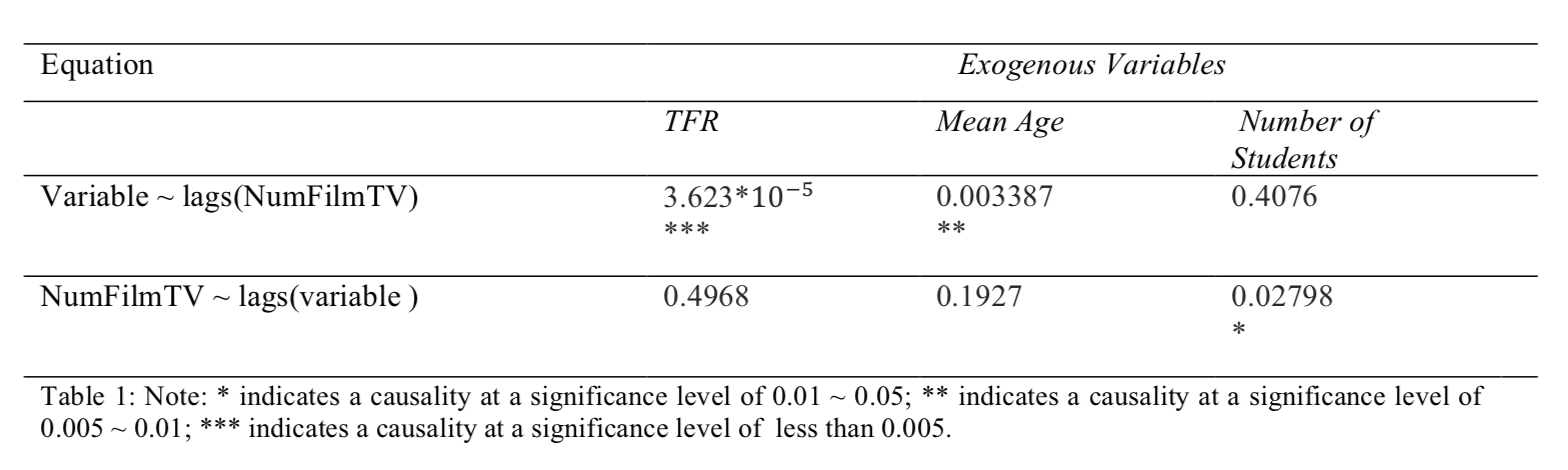 Equation Exogenous Variables
TFR Mean Age Number of
Students
Variable ~ lags(NumFilmTV) 3.623*10⁻⁵ 0.003387 0.4076
*** **
NumFilmTV ~ lags(variable ) 0.4968 0.1927 0.02798
*
Table 1: Note: * indicates a causality at a significance level of 0.01 ~ 0.05; ** indicates a causality at a significance level of
0.005 ~ 0.01; *** indicates a causality at a significance level of less than 0.005.